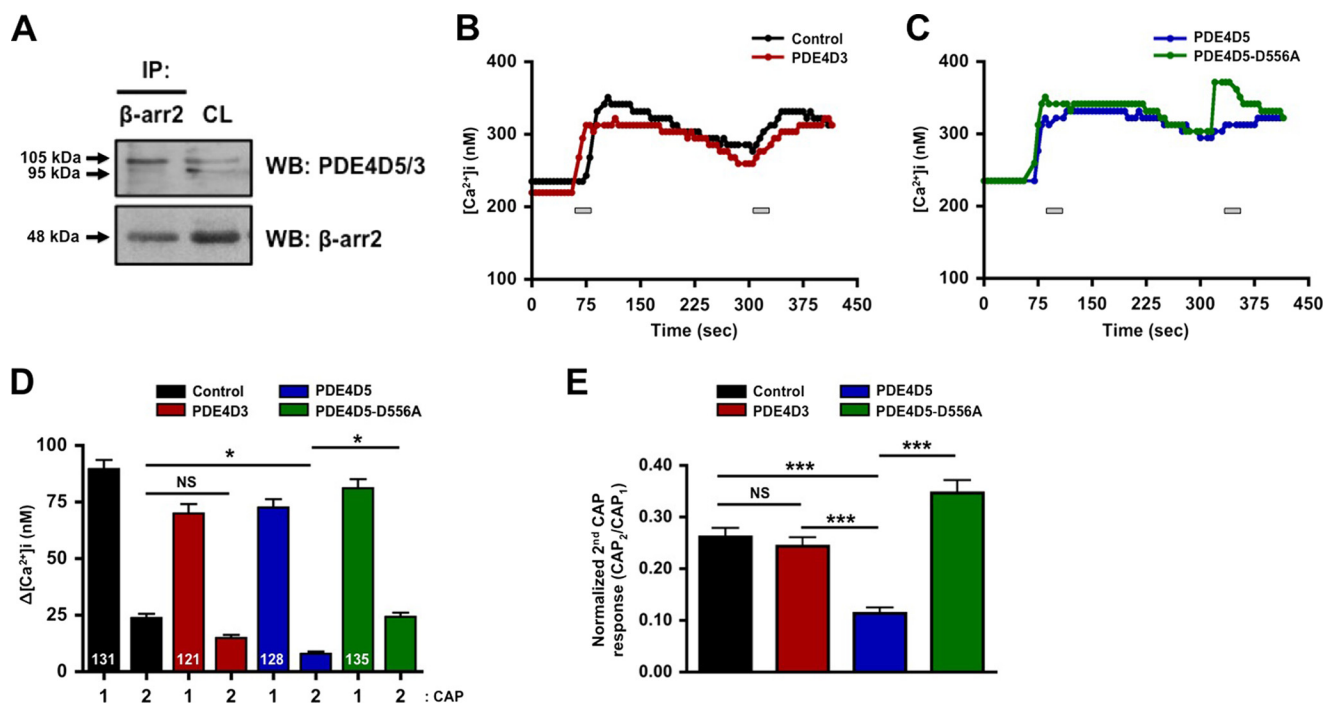 A
IP:
β-arr2 CL
105 kDa
95 kDa
WB: PDE4D5/3
48 kDa
WB: β-arr2
B
Control
PDE4D3
[Ca²⁺]i (nM)
400
300
200
100
0 75 150 225 300 375 450
Time (sec)
C
PDE4D5
PDE4D5-D556A
[Ca²⁺]i (nM)
400
300
200
100
0 75 150 225 300 375 450
Time (sec)
D
Control PDE4D5
PDE4D3 PDE4D5-D556A
Δ[Ca²⁺]i (nM)
100
75
50
25
0
*
*
NS
131 121 128 135
1 2 1 2 1 2 1 2 : CAP
E
Control PDE4D5
PDE4D3 PDE4D5-D556A
Normalized 2nd CAP
response (CAP₂/CAP₁)
0.40
0.30
0.20
0.10
0.00
***
***
NS
***